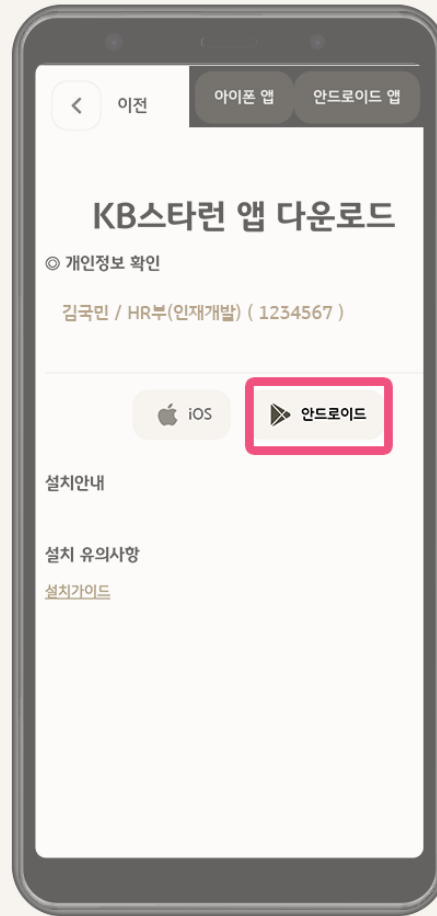 이전
아이폰 앱
안드로이드 앱
KB스타런 앱 다운로드
◎ 개인정보 확인
김국민 / HR부(인재개발) ( 1234567 )
iOS
안드로이드
설치안내
설치 유의사항
설치가이드